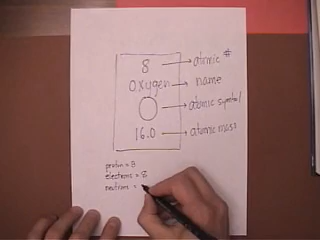 8 → atomic #
Oxygen → name
O → atomic symbol
16.0 → atomic mass
proton = 8
electrons = 8
neutrons =